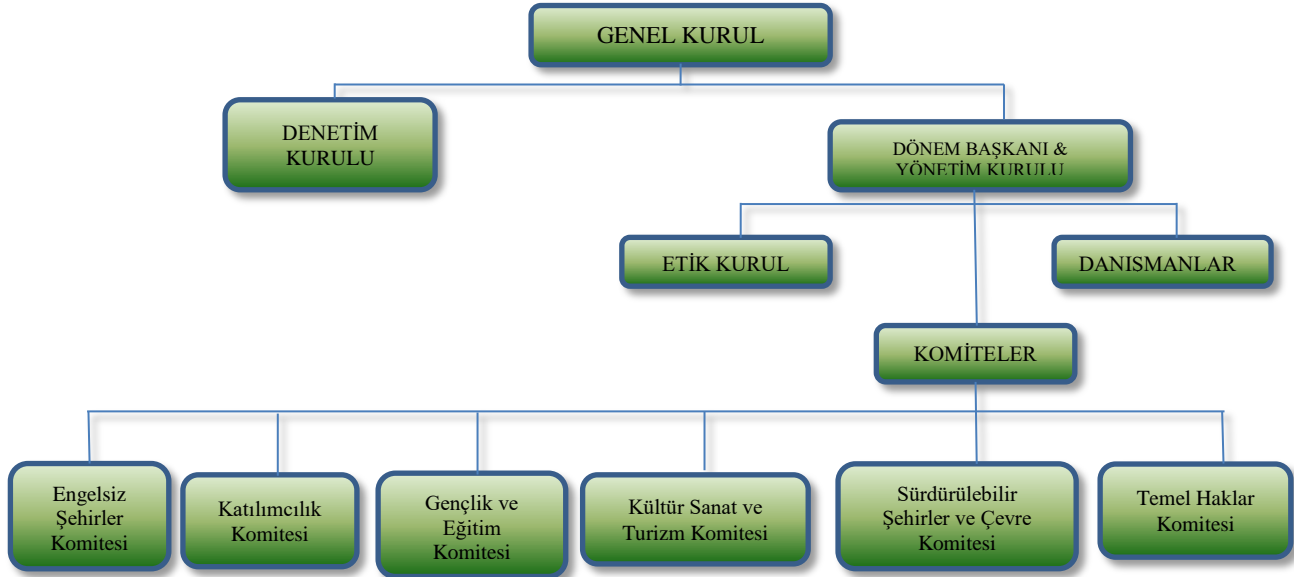 GENEL KURUL
DENETİM
KURULU
DÖNEM BAŞKANI &
YÖNETİM KURULU
ETİK KURUL
DANISMANLAR
KOMİTELER
Engelsiz
Şehirler
Komitesi
Katılımcılık
Komitesi
Gençlik ve
Eğitim
Komitesi
Kültür Sanat ve
Turizm Komitesi
Sürdürülebilir
Şehirler ve Çevre
Komitesi
Temel Haklar
Komitesi